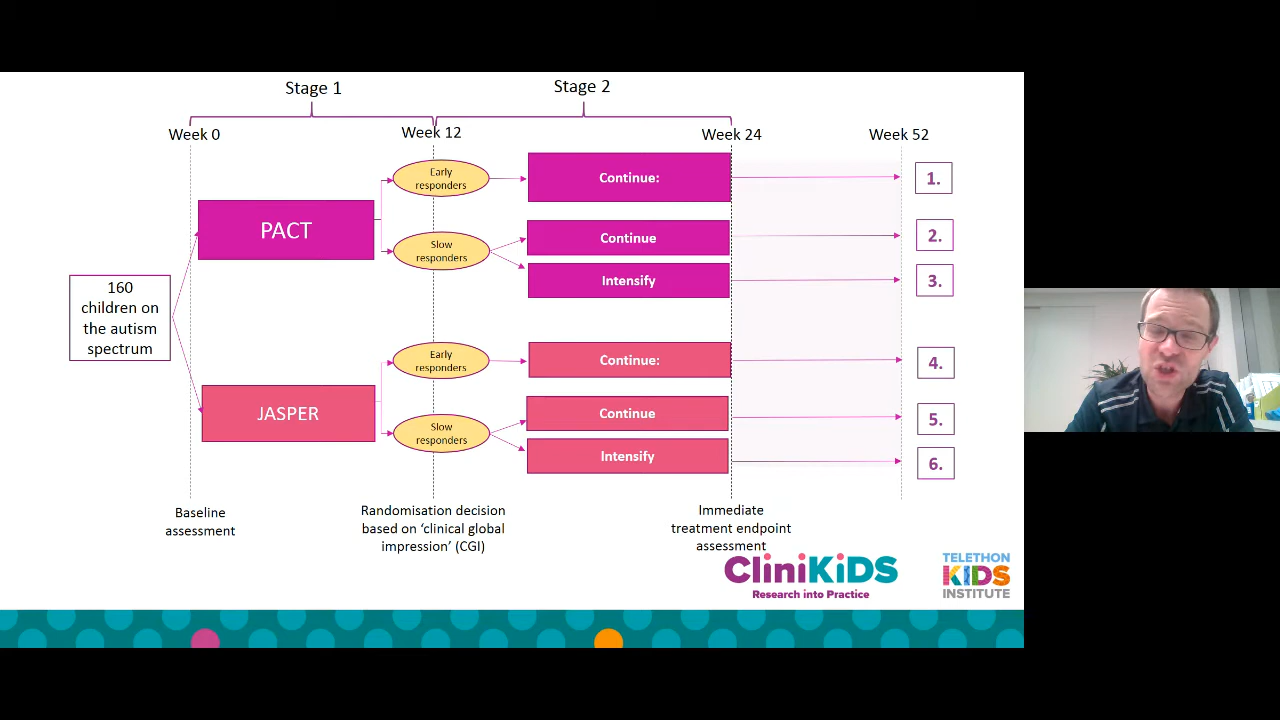 Stage 1
Stage 2
Week 0
Week 12
Week 24
Week 52
Early
responders
Continue:
1.
PACT
Slow
responders
Continue
2.
Intensify
3.
160
children on
the autism
spectrum
Early
responders
Continue:
4.
JASPER
Slow
responders
Continue
5.
Intensify
6.
Baseline
assessment
Randomisation decision
based on ‘clinical global
impression’ (CGI)
Immediate
treatment endpoint
assessment
CliniKiDS
Research into Practice
TELETHON
KIDS
INSTITUTE